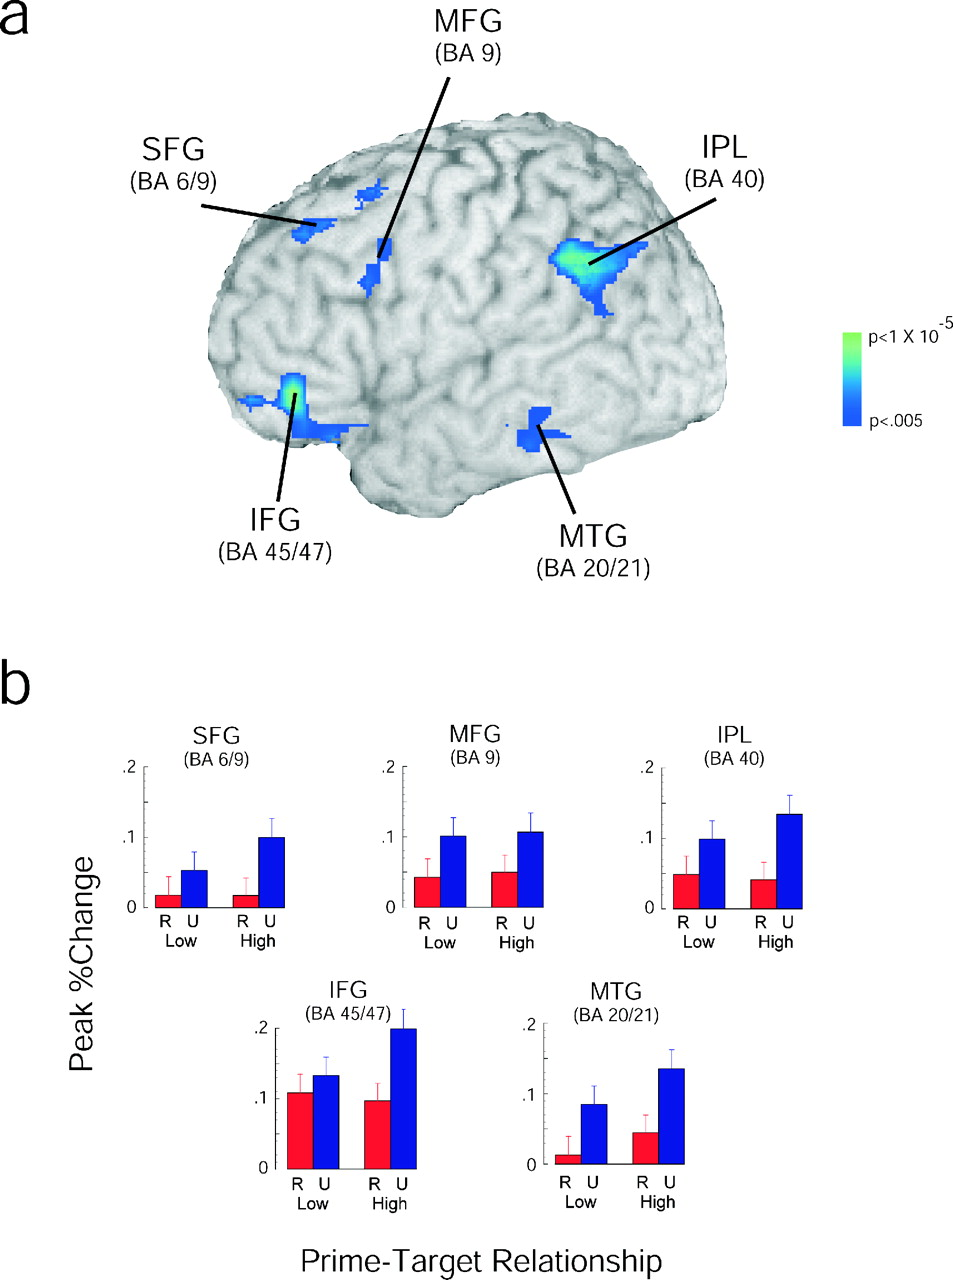 a
MFG
(BA 9)
SFG
(BA 6/9)
IPL
(BA 40)
p<1 X 10-5
p<.005
IFG
(BA 45/47)
MTG
(BA 20/21)
b
Peak %Change
SFG
(BA 6/9)
.2
.1
0
R U R U
Low High
MFG
(BA 9)
.2
.1
0
R U R U
Low High
IPL
(BA 40)
.2
.1
0
R U R U
Low High
IFG
(BA 45/47)
.2
.1
0
R U R U
Low High
MTG
(BA 20/21)
.2
.1
0
R U R U
Low High
Prime-Target Relationship